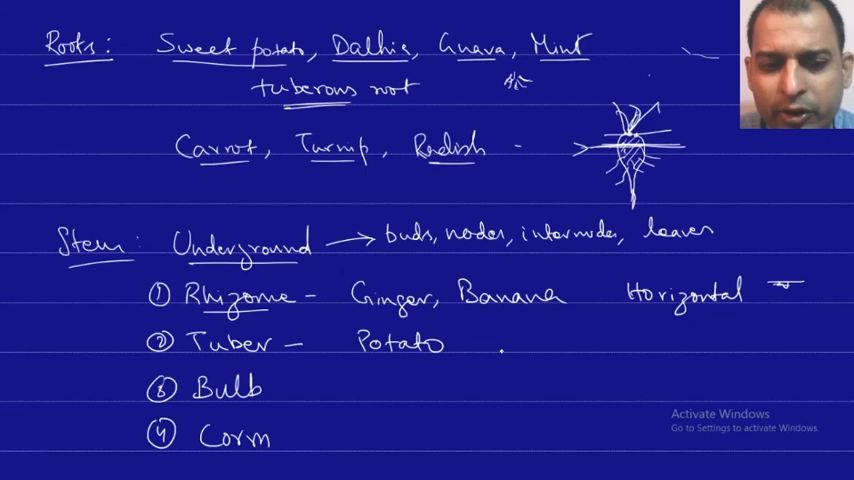 Roots: Sweet potato, Dalhia, Guava, Mint
tuberous root
Carrot, Turnip, Radish -
Stem: Underground → buds, nodes, internodes, leaves
① Rhizome - Ginger, Banana Horizontal
② Tuber - Potato
③ Bulb
④ Corm
Activate Windows
Go to Settings to activate Windows.